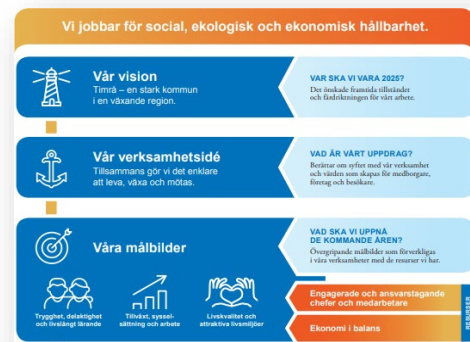 Vi jobbar för social, ekologisk och ekonomisk hållbarhet.
Vår vision
Timrå – en stark kommun
i en växande region.
VAR SKA VI VARA 2025?
Det önskade framtida tillståndet
och färdriktningen för vårt arbete.
Vår verksamhetsidé
Tillsammans gör vi det enklare
att leva, växa och mötas.
VAD ÄR VÅRT UPPDRAG?
Berättar om syftet med vår verksamhet
och värden som skapas för medborgare,
företag och besökare.
Våra målbilder
VAD SKA VI UPPNÅ
DE KOMMANDE ÅREN?
Övergripande målbilder som förverkligas
i våra verksamheter med de resurser vi har.
Trygghet, delaktighet
och livslångt lärande
Tillväxt, syssel-
sättning och arbete
Livskvalitet och
attraktiva livsmiljöer
Engagerade och ansvarstagande
chefer och medarbetare
Ekonomi i balans
RESURSER